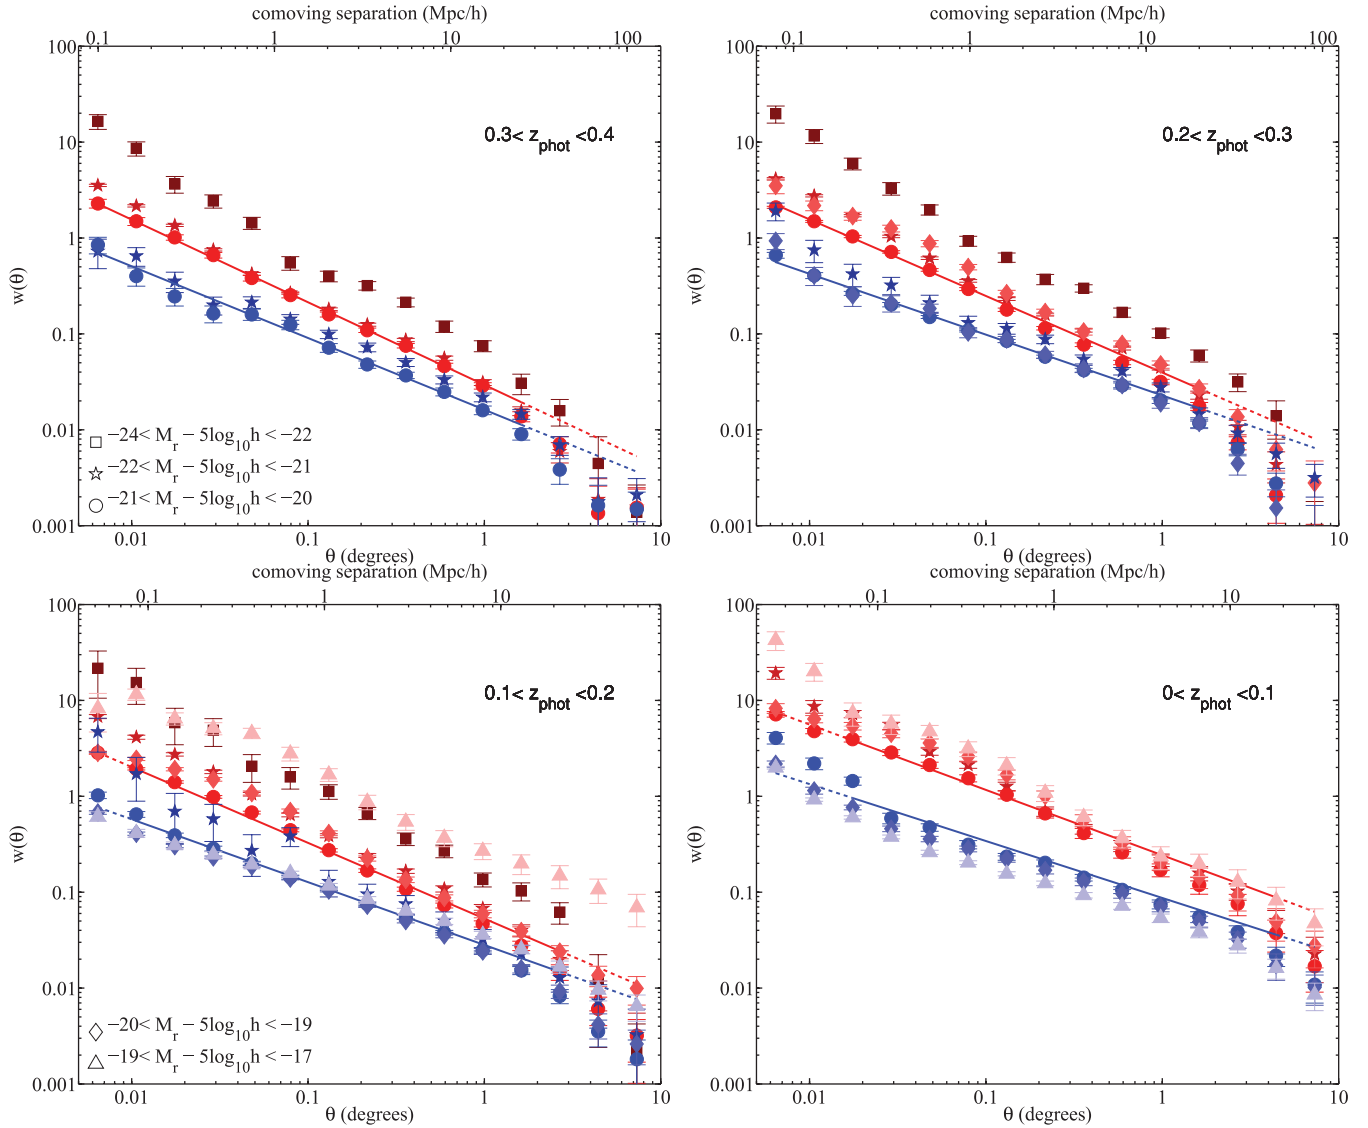 comoving separation (Mpc/h)
0.1 1 10 100
100
10
1
0.1
0.01
0.001
w(θ)
0.3< z_phot <0.4
−24< M_r − 5log_10h <−22
−22< M_r − 5log_10h <−21
−21< M_r − 5log_10h <−20
0.01 0.1 1 10
θ (degrees)
comoving separation (Mpc/h)
0.1 1 10 100
100
10
1
0.1
0.01
0.001
w(θ)
0.2< z_phot <0.3
0.01 0.1 1 10
θ (degrees)
comoving separation (Mpc/h)
0.1 1 10
100
10
1
0.1
0.01
0.001
w(θ)
0.1< z_phot <0.2
−20< M_r − 5log_10h <−19
−19< M_r − 5log_10h <−17
0.01 0.1 1 10
θ (degrees)
comoving separation (Mpc/h)
0.1 1 10
100
10
1
0.1
0.01
0.001
w(θ)
0< z_phot <0.1
0.01 0.1 1 10
θ (degrees)